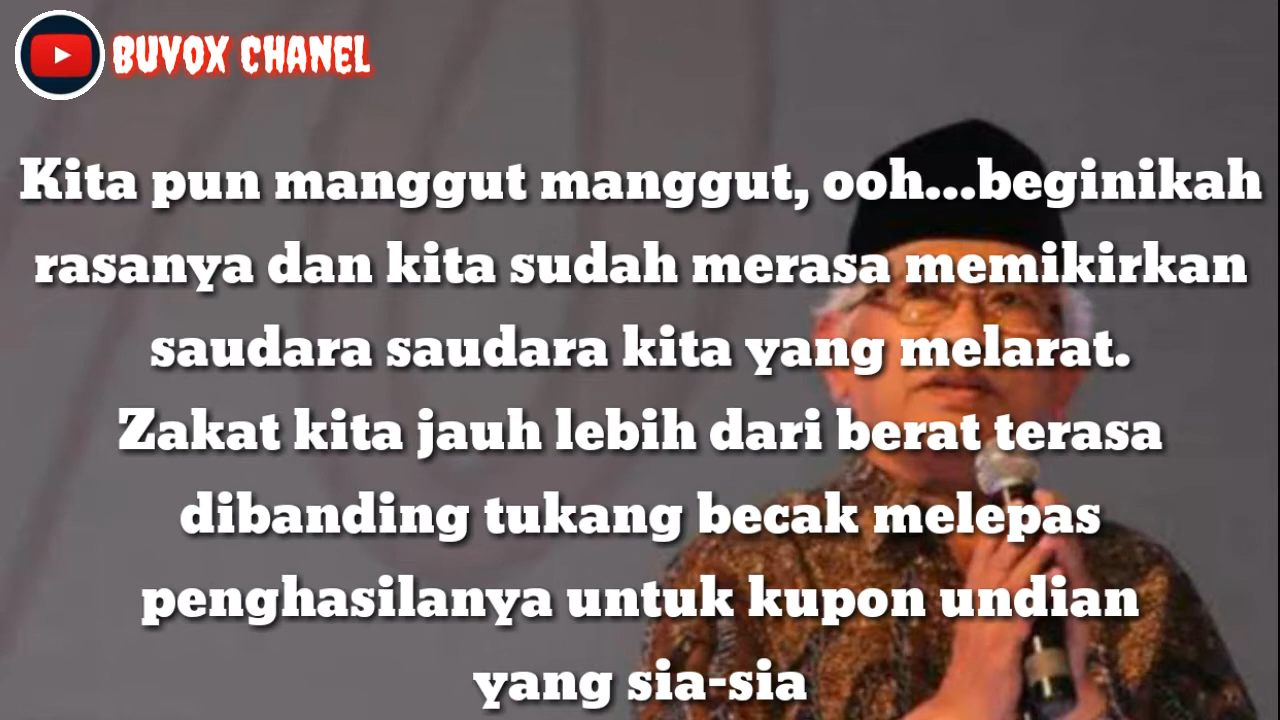 BUVOX CHANEL
Kita pun manggut manggut, ooh...beginikah
rasanya dan kita sudah merasa memikirkan
saudara saudara kita yang melarat.
Zakat kita jauh lebih dari berat terasa
dibanding tukang becak melepas
penghasilanya untuk kupon undian
yang sia-sia